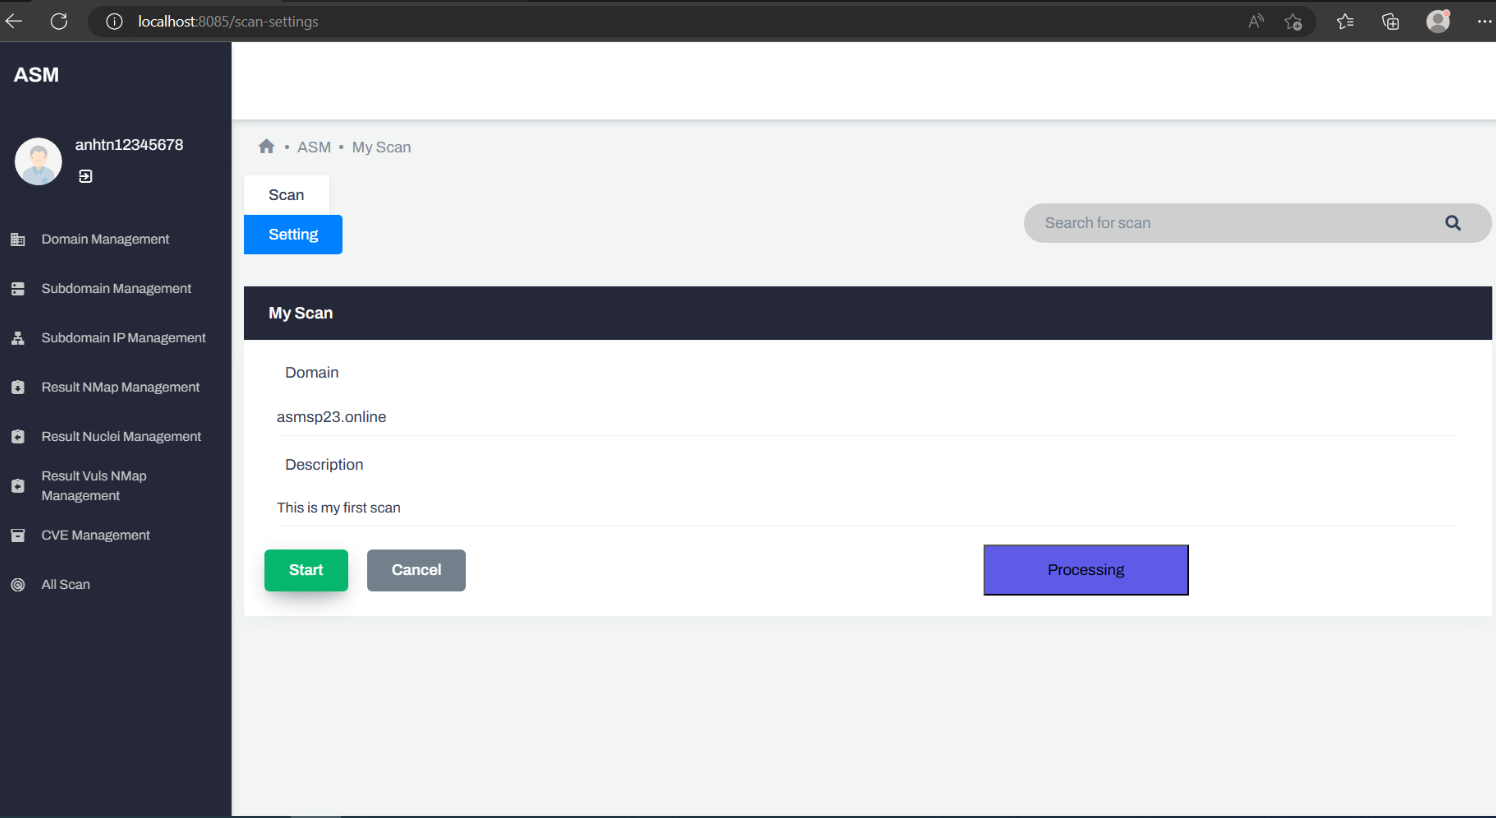 localhost:8085/scan-settings
ASM
anhtn12345678
Domain Management
Subdomain Management
Subdomain IP Management
Result NMap Management
Result Nuclei Management
Result Vuls NMap
Management
CVE Management
All Scan
• ASM • My Scan
Scan
Setting
Search for scan
My Scan
Domain
asmsp23.online
Description
This is my first scan
Start Cancel Processing